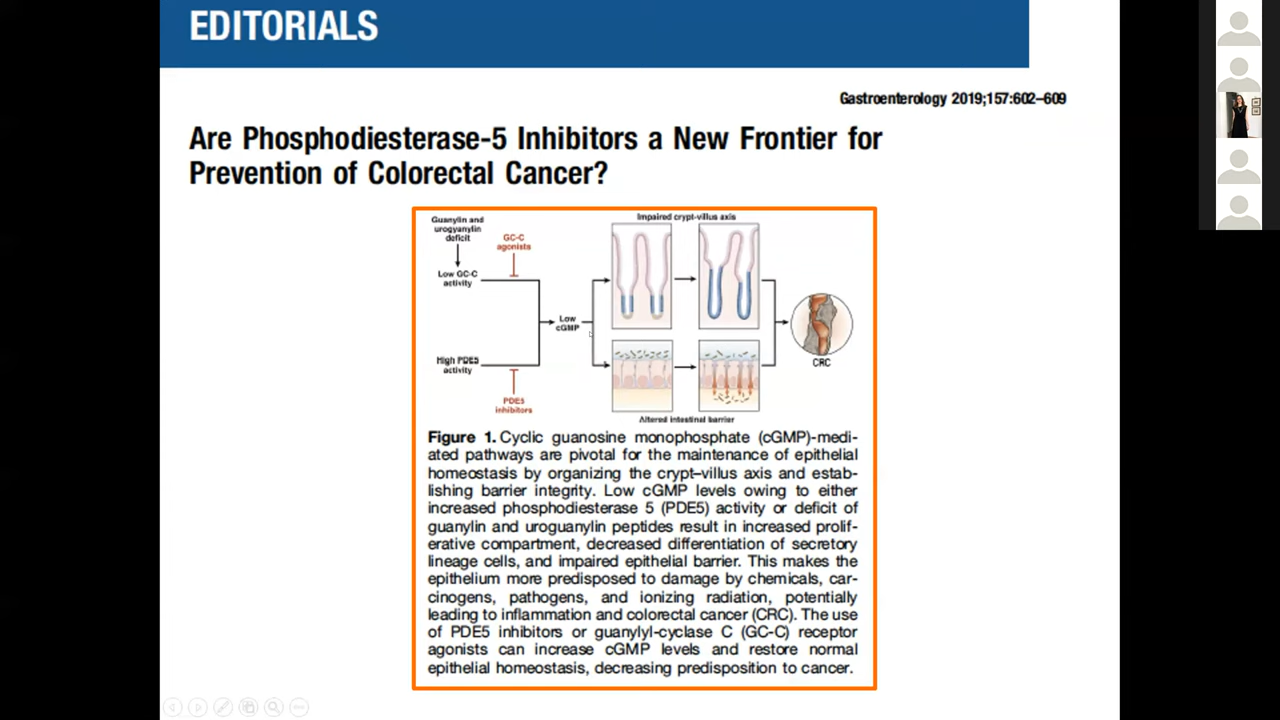 EDITORIALS
Gastroenterology 2019;157:602–609
Are Phosphodiesterase-5 Inhibitors a New Frontier for
Prevention of Colorectal Cancer?
Guanylin and
urogyanylin
deficit
GC-C
agonists
Low GC-C
activity
High PDE5
activity
PDE5
inhibitors
Low
cGMP
Impaired crypt-villus axis
Altered intestinal barrier
CRC
Figure 1. Cyclic guanosine monophosphate (cGMP)-medi-
ated pathways are pivotal for the maintenance of epithelial
homeostasis by organizing the crypt–villus axis and estab-
lishing barrier integrity. Low cGMP levels owing to either
increased phosphodiesterase 5 (PDE5) activity or deficit of
guanylin and uroguanylin peptides result in increased prolif-
erative compartment, decreased differentiation of secretory
lineage cells, and impaired epithelial barrier. This makes the
epithelium more predisposed to damage by chemicals, car-
cinogens, pathogens, and ionizing radiation, potentially
leading to inflammation and colorectal cancer (CRC). The use
of PDE5 inhibitors or guanylyl-cyclase C (GC-C) receptor
agonists can increase cGMP levels and restore normal
epithelial homeostasis, decreasing predisposition to cancer.